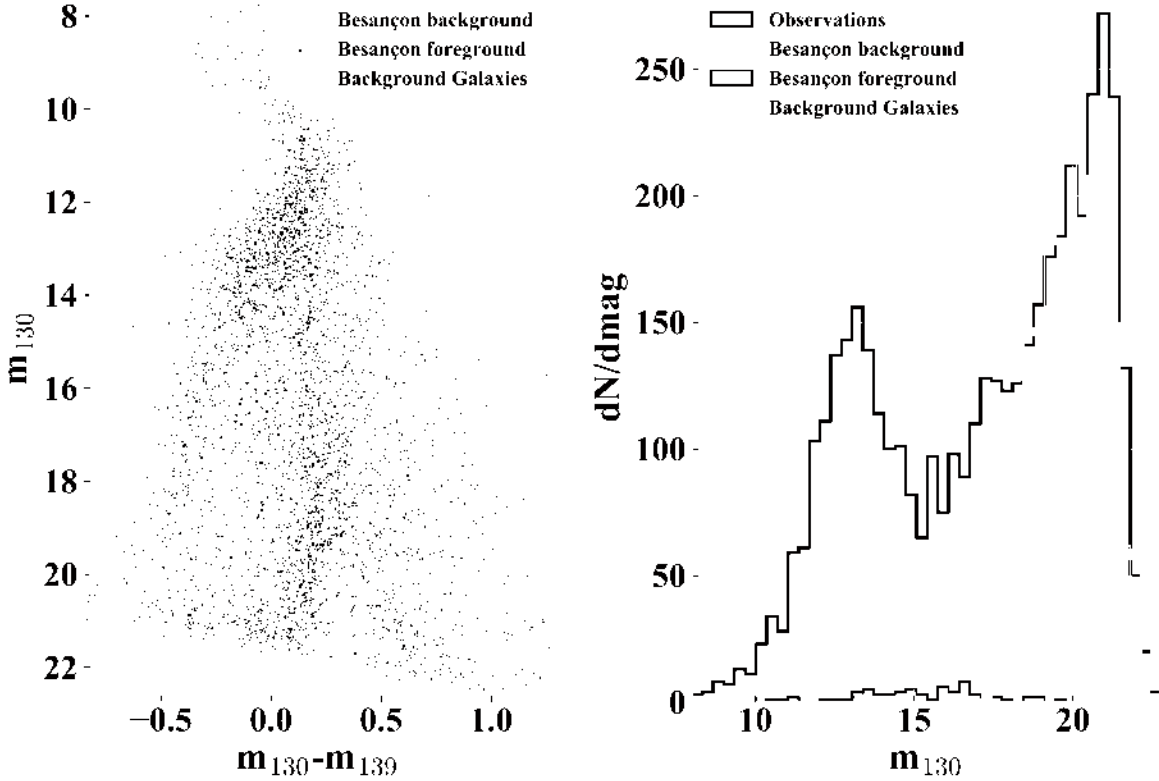 Besançon background
Besançon foreground
Background Galaxies
8
10
12
14
16
18
20
22
m130
−0.5
0.0
0.5
1.0
m130-m139
Observations
Besançon background
Besançon foreground
Background Galaxies
250
200
150
100
50
0
dN/dmag
10
15
20
m130